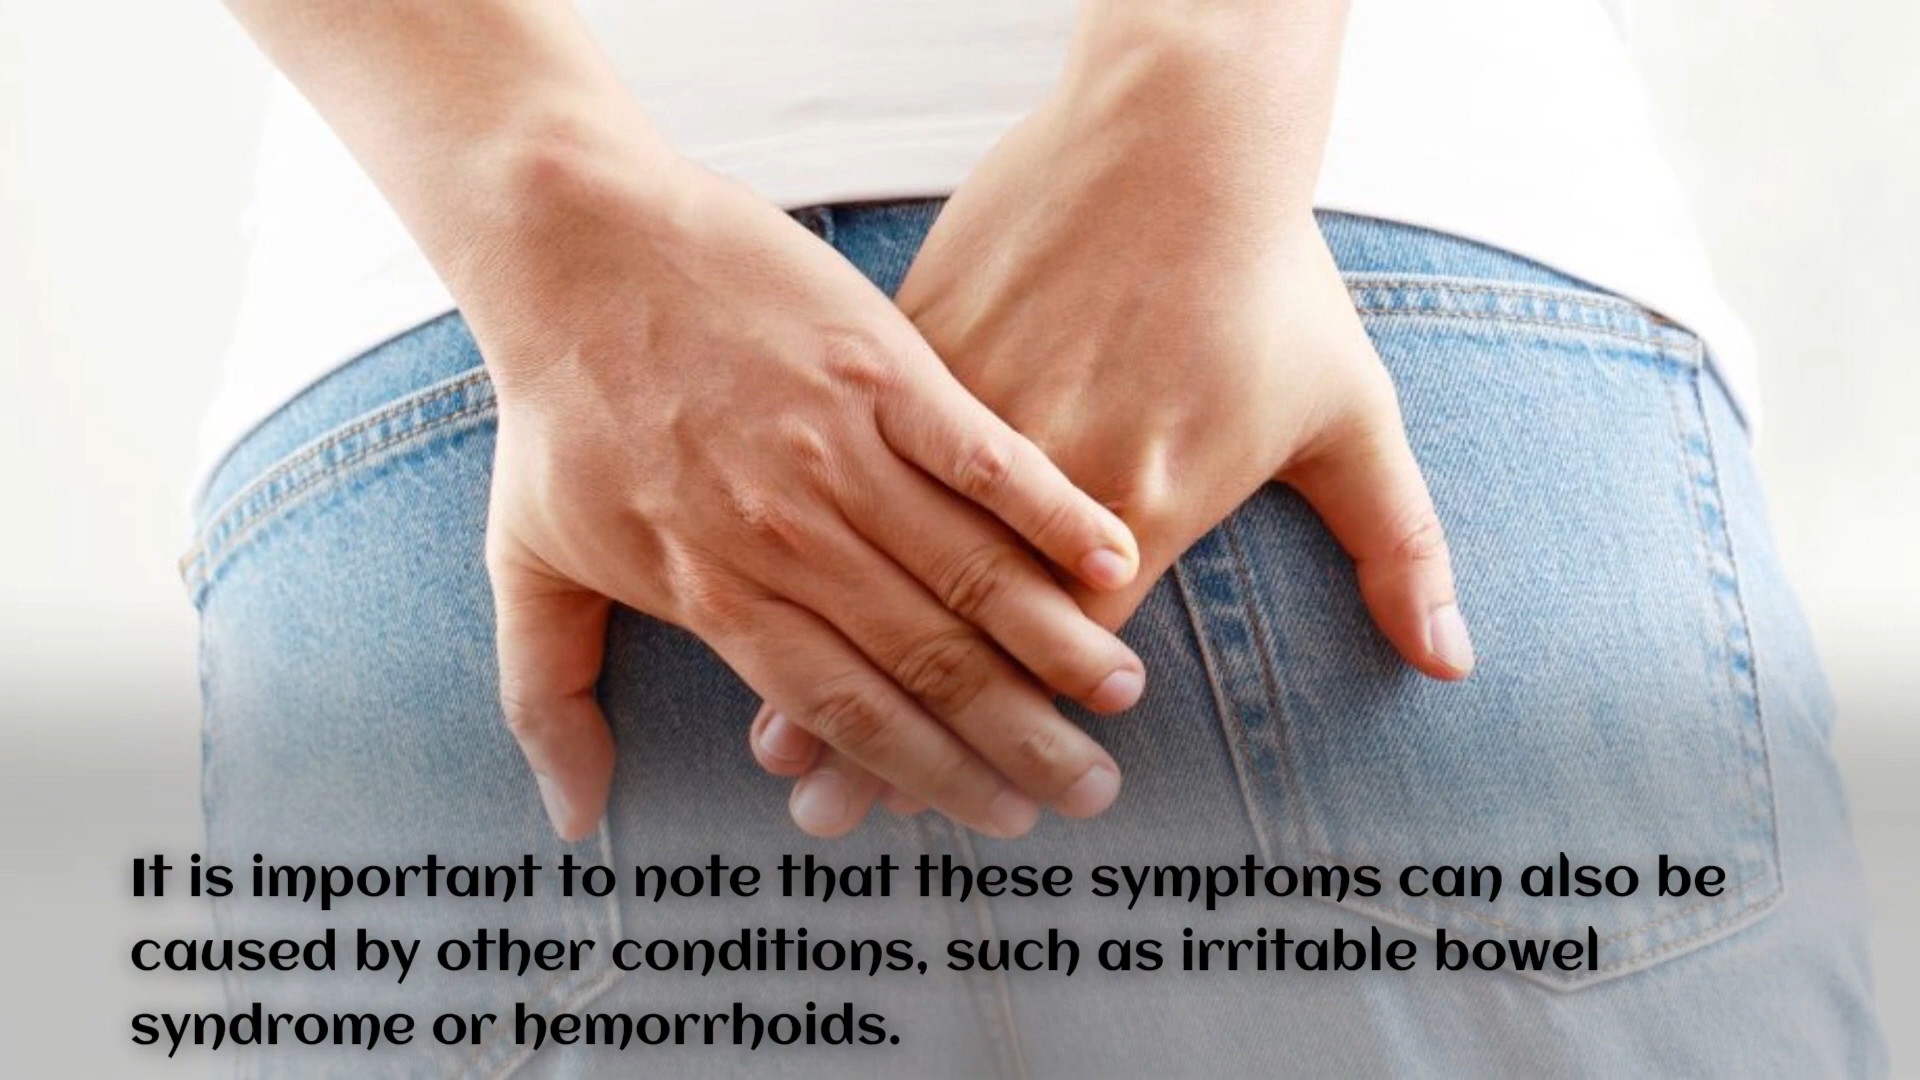 It is important to note that these symptoms can also be
caused by other conditions, such as irritable bowel
syndrome or hemorrhoids.